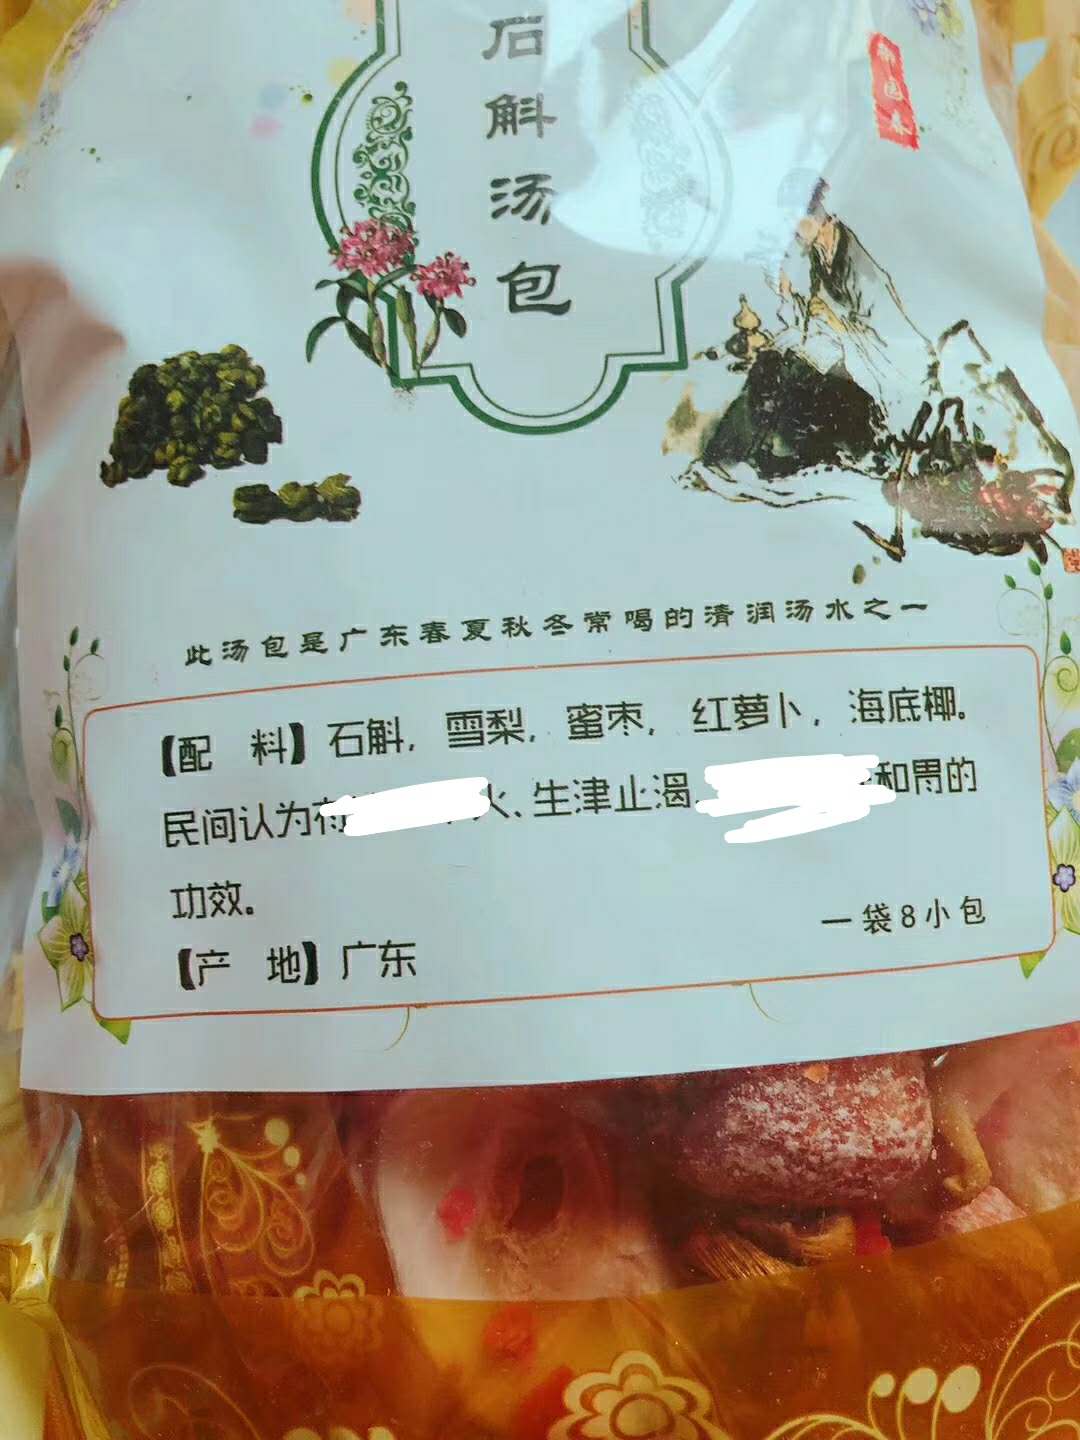 石斛汤包
此汤包是广东春夏秋冬常喝的清润汤水之一
【配 料】石斛, 雪梨, 蜜枣, 红萝卜, 海底椰。
民间认为有火、生津止渴、和胃的
功效。
一袋8小包
【产 地】广东